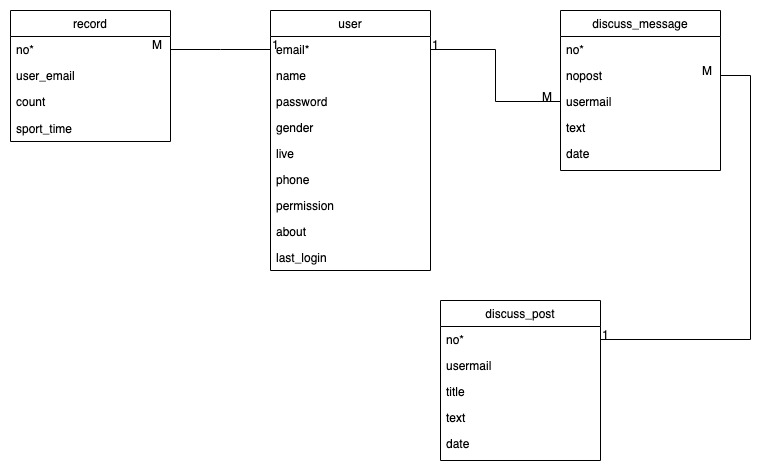 record
no*
M
user_email
count
sport_time
user
1
email*
1
name
password
gender
live
phone
permission
about
last_login
discuss_message
no*
nopost
M
M
usermail
text
date
discuss_post
no*
1
usermail
title
text
date